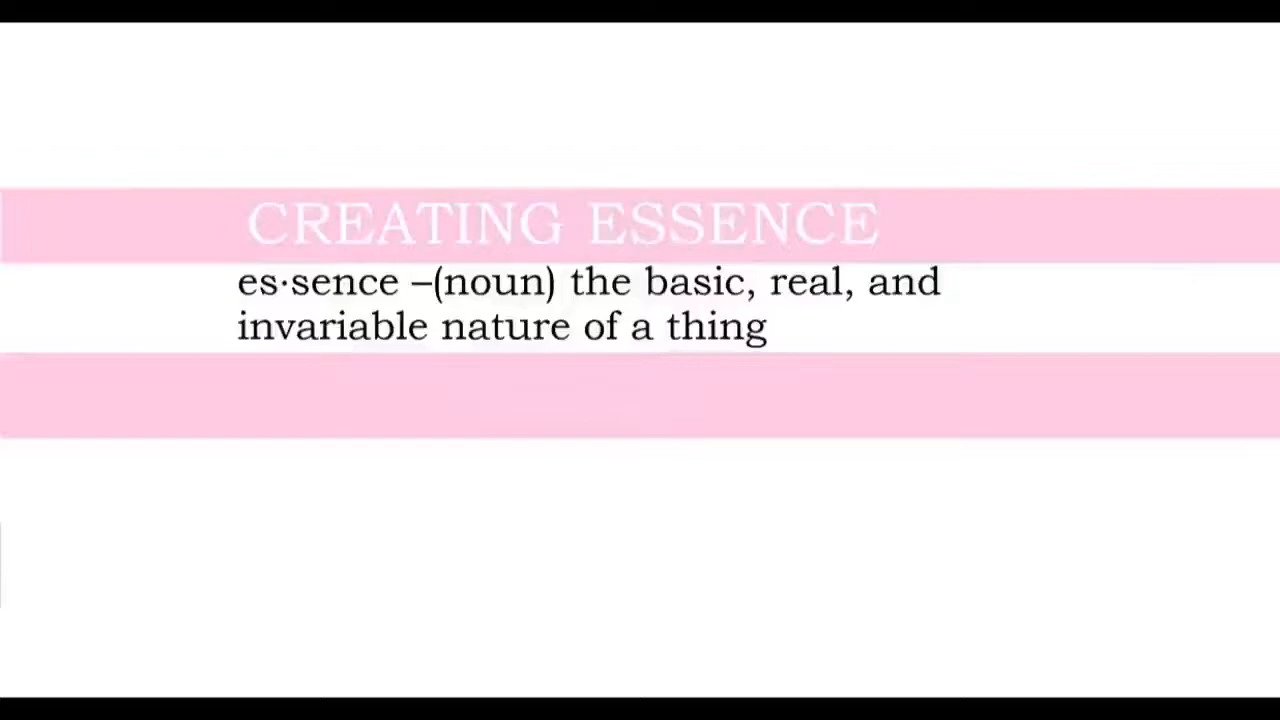 CREATING ESSENCE
es·sence –(noun) the basic, real, and
invariable nature of a thing